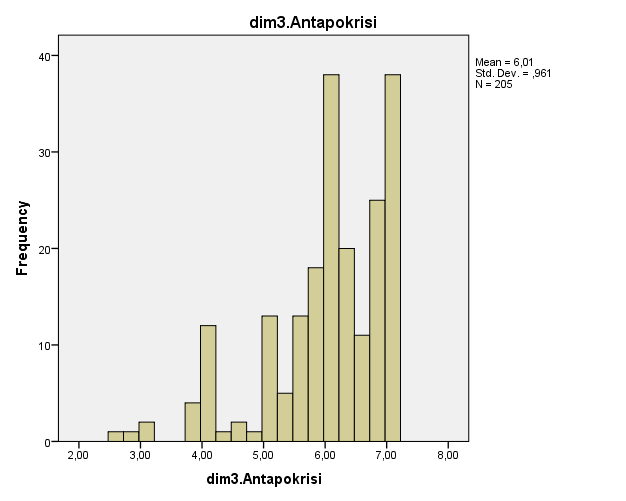 dim3.Antapokrisi
Mean = 6,01
Std. Dev. = ,961
N = 205
40
30
20
10
0
Frequency
2,00 3,00 4,00 5,00 6,00 7,00 8,00
dim3.Antapokrisi